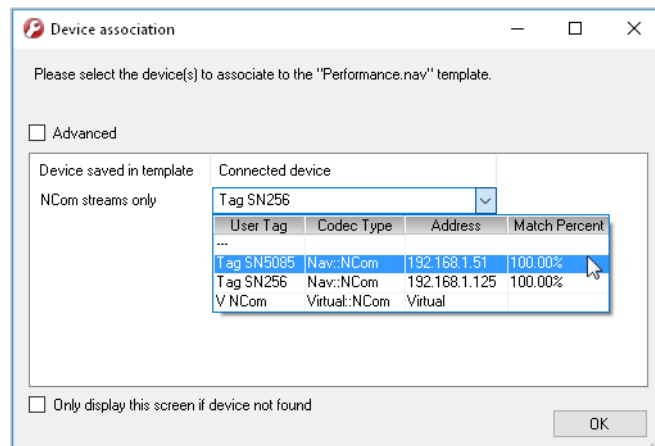 Device association
Please select the device(s) to associate to the "Performance.nav" template.
Advanced
Device saved in template Connected device
NCom streams only Tag SN256
User Tag Codec Type Address Match Percent
---
Tag SN5085 Nav::NCom 192.168.1.51 100.00%
Tag SN256 Nav::NCom 192.168.1.125 100.00%
V NCom Virtual::NCom Virtual
Only display this screen if device not found
OK